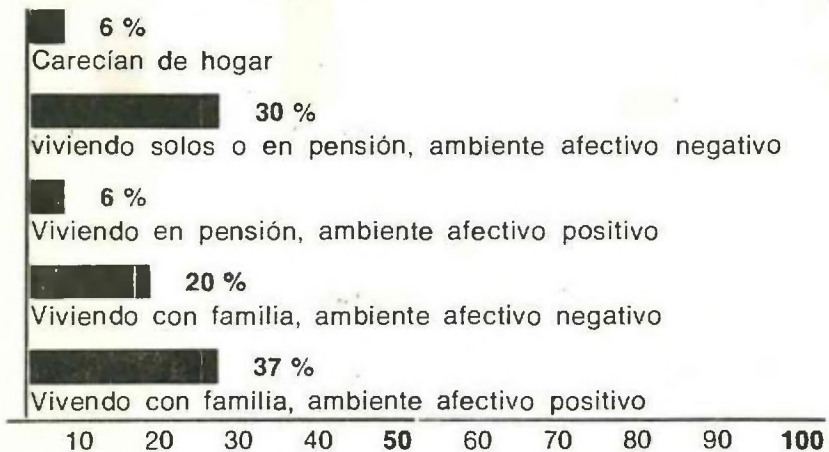 6 %
Carecían de hogar
30 %
viviendo solos o en pensión, ambiente afectivo negativo
6 %
Viviendo en pensión, ambiente afectivo positivo
20 %
Viviendo con familia, ambiente afectivo negativo
37 %
Vivendo con familia, ambiente afectivo positivo
10 20 30 40 50 60 70 80 90 100